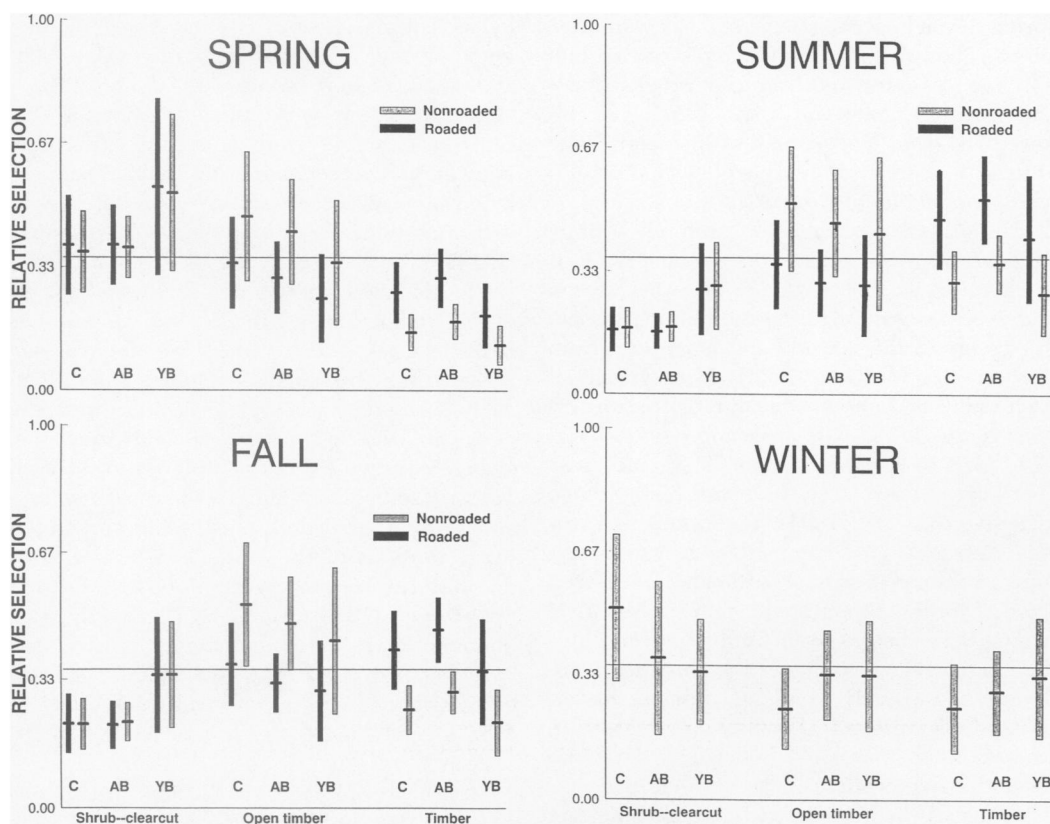 SPRING
RELATIVE SELECTION
1.00
0.67
0.33
0.00
Nonroaded
Roaded
C AB YB C AB YB C AB YB
SUMMER
1.00
0.67
0.33
0.00
Nonroaded
Roaded
C AB YB C AB YB C AB YB
FALL
RELATIVE SELECTION
1.00
0.67
0.33
0.00
Nonroaded
Roaded
C AB YB C AB YB C AB YB
Shrub--clearcut Open timber Timber
WINTER
1.00
0.67
0.33
0.00
C AB YB C AB YB C AB YB
Shrub--clearcut Open timber Timber